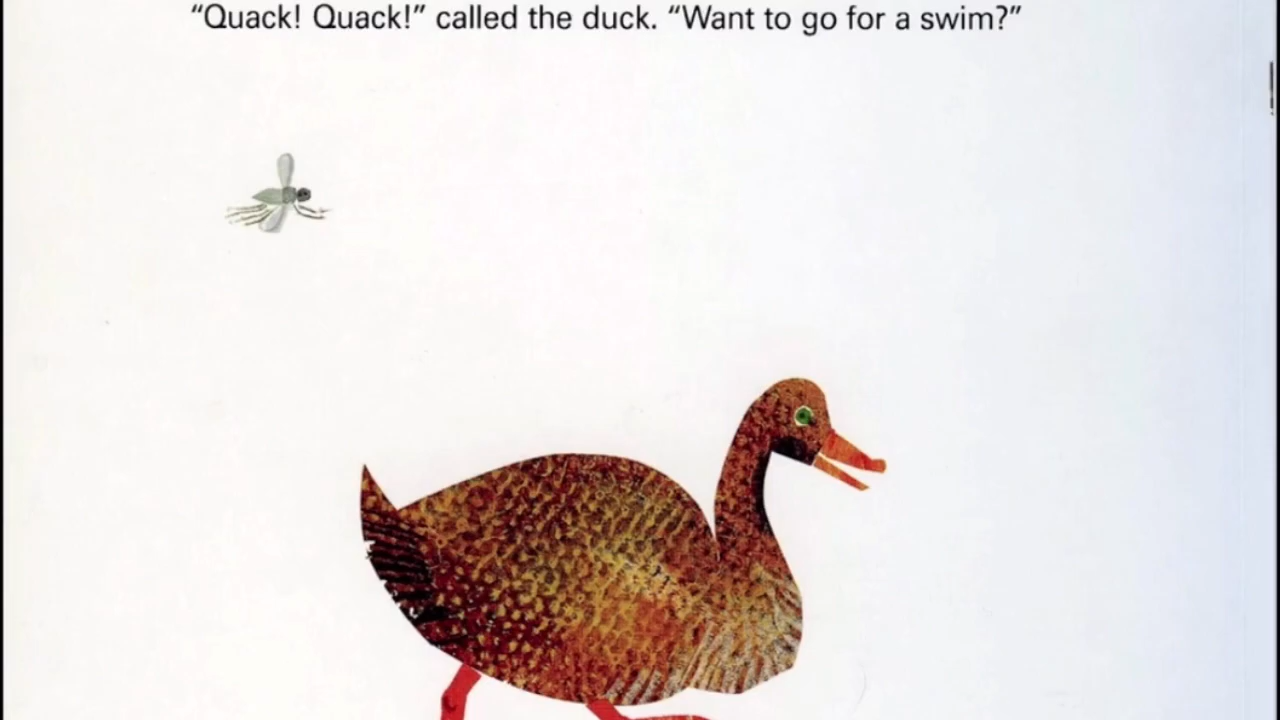 “Quack! Quack!” called the duck. “Want to go for a swim?”